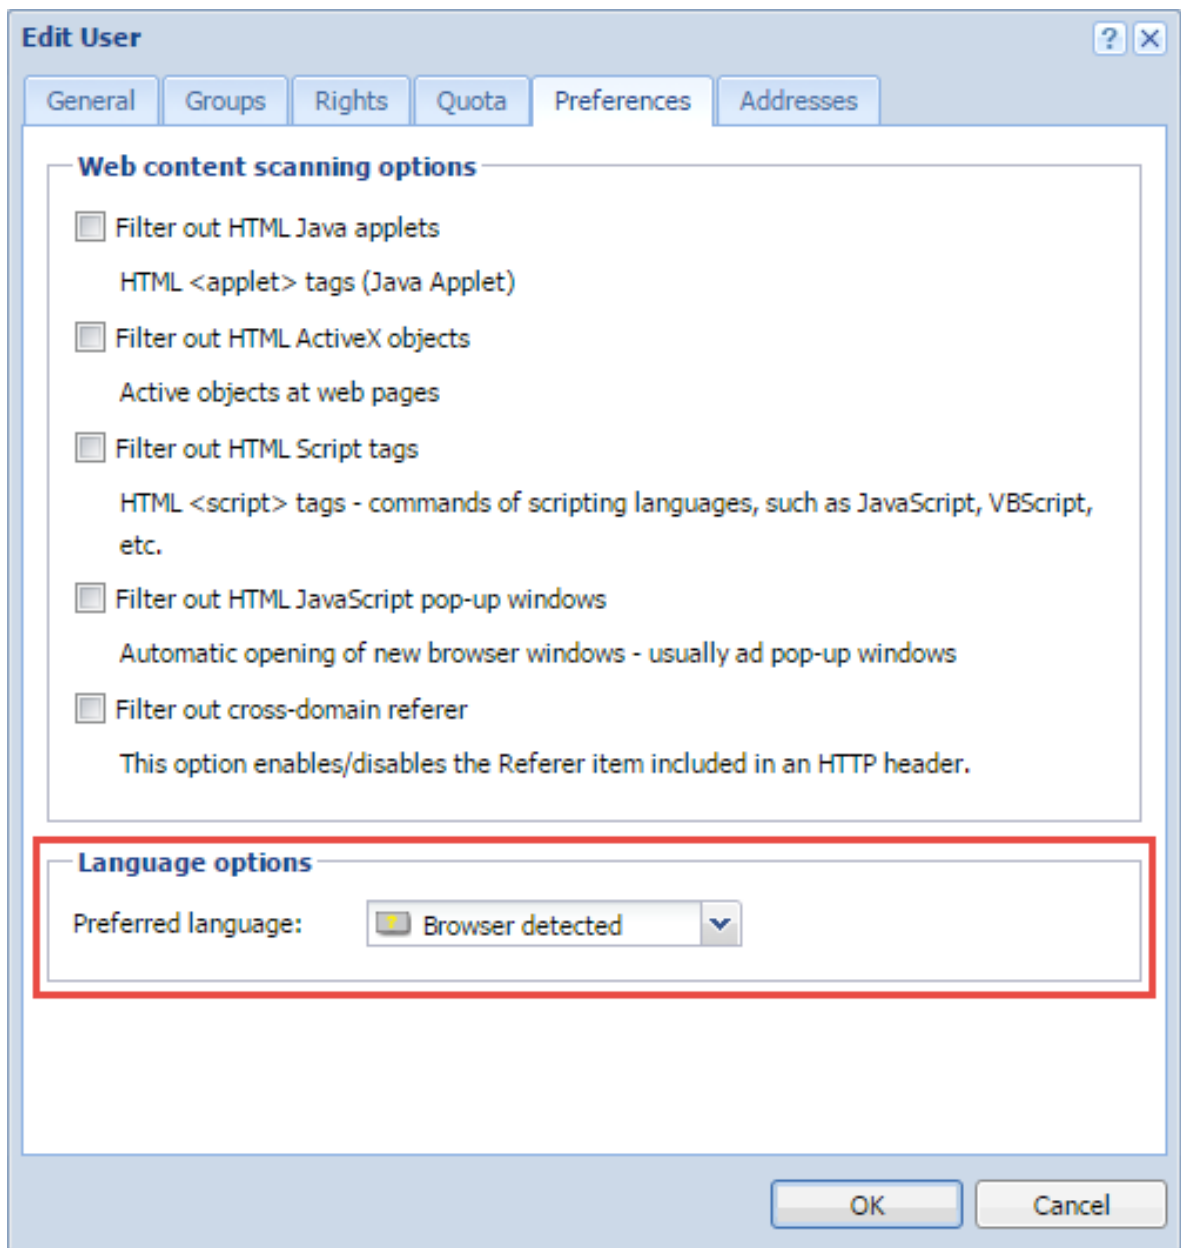 Edit User
General Groups Rights Quota Preferences Addresses
Web content scanning options
Filter out HTML Java applets
HTML <applet> tags (Java Applet)
Filter out HTML ActiveX objects
Active objects at web pages
Filter out HTML Script tags
HTML <script> tags - commands of scripting languages, such as JavaScript, VBScript,
etc.
Filter out HTML JavaScript pop-up windows
Automatic opening of new browser windows - usually ad pop-up windows
Filter out cross-domain referer
This option enables/disables the Referer item included in an HTTP header.
Language options
Preferred language: Browser detected
OK Cancel